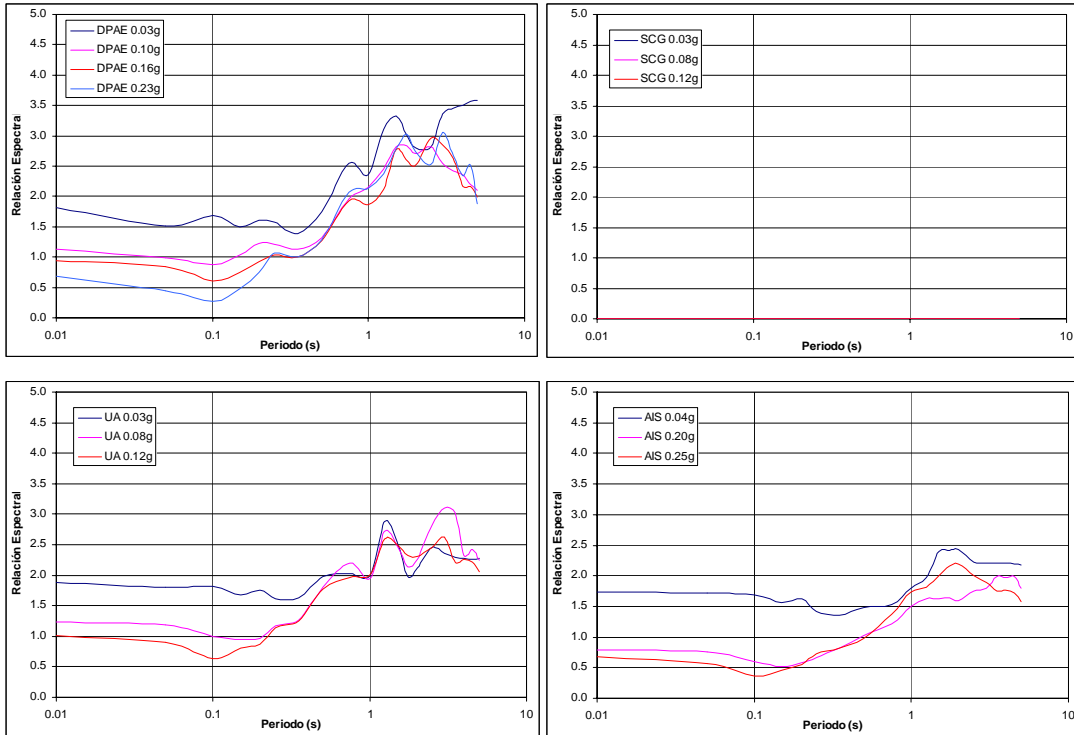 5.0
4.5
4.0
3.5
3.0
2.5
2.0
1.5
1.0
0.5
0.0
Relación Espectral
DPAE 0.03g
DPAE 0.10g
DPAE 0.16g
DPAE 0.23g
0.01
0.1
1
10
Periodo (s)
5.0
4.5
4.0
3.5
3.0
2.5
2.0
1.5
1.0
0.5
0.0
Relación Espectral
SCG 0.03g
SCG 0.08g
SCG 0.12g
0.01
0.1
1
10
Periodo (s)
5.0
4.5
4.0
3.5
3.0
2.5
2.0
1.5
1.0
0.5
0.0
Relación Espectral
UA 0.03g
UA 0.08g
UA 0.12g
0.01
0.1
1
10
Periodo (s)
5.0
4.5
4.0
3.5
3.0
2.5
2.0
1.5
1.0
0.5
0.0
Relación Espectral
AIS 0.04g
AIS 0.20g
AIS 0.25g
0.01
0.1
1
10
Periodo (s)